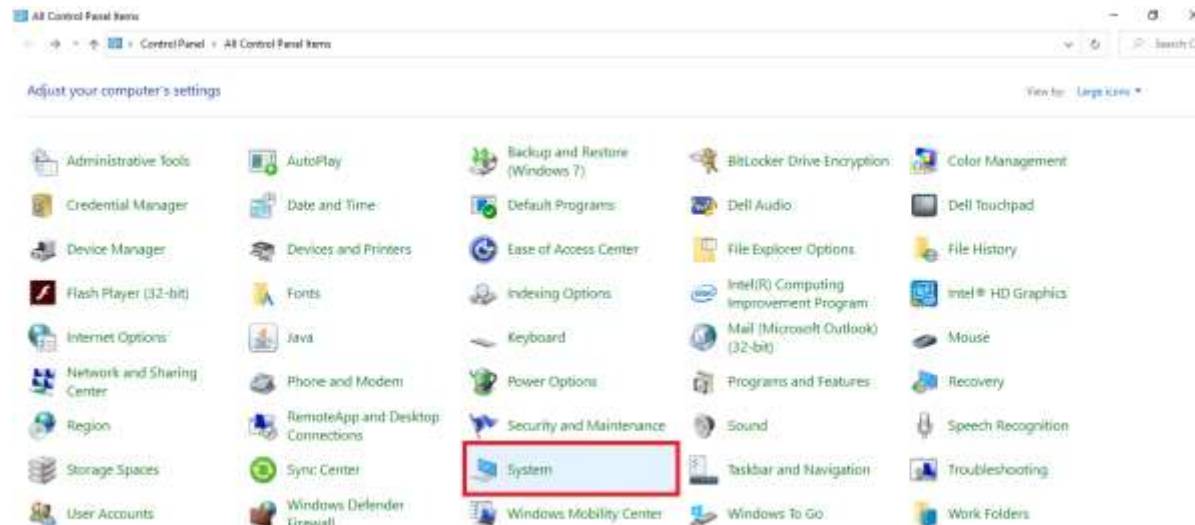 All Control Panel Items
Control Panel All Control Panel Items
Adjust your computer's settings
View by: Large icons
Administrative Tools
AutoPlay
Backup and Restore
(Windows 7)
BitLocker Drive Encryption
Color Management
Credential Manager
Date and Time
Default Programs
Dell Audio
Dell Touchpad
Device Manager
Devices and Printers
Ease of Access Center
File Explorer Options
File History
Flash Player (32-bit)
Fonts
Indexing Options
Intel(R) Computing
Improvement Program
Intel® HD Graphics
Internet Options
Java
Keyboard
Mail (Microsoft Outlook)
(32-bit)
Mouse
Network and Sharing
Center
Phone and Modem
Power Options
Programs and Features
Recovery
Region
RemoteApp and Desktop
Connections
Security and Maintenance
Sound
Speech Recognition
Storage Spaces
Sync Center
System
Taskbar and Navigation
Troubleshooting
User Accounts
Windows Defender
Firewall
Windows Mobility Center
Windows To Go
Work Folders